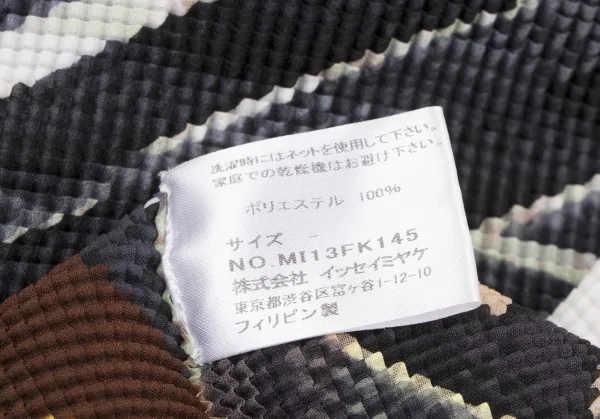 洗濯時にはネットを使用して下さい。
家庭での乾燥機はお避け下さい。
ポリエステル 100%
サイズ -
NO.MI13FK145
株式会社 イッセイミヤケ
東京都渋谷区富ヶ谷1-12-10
フィリピン製